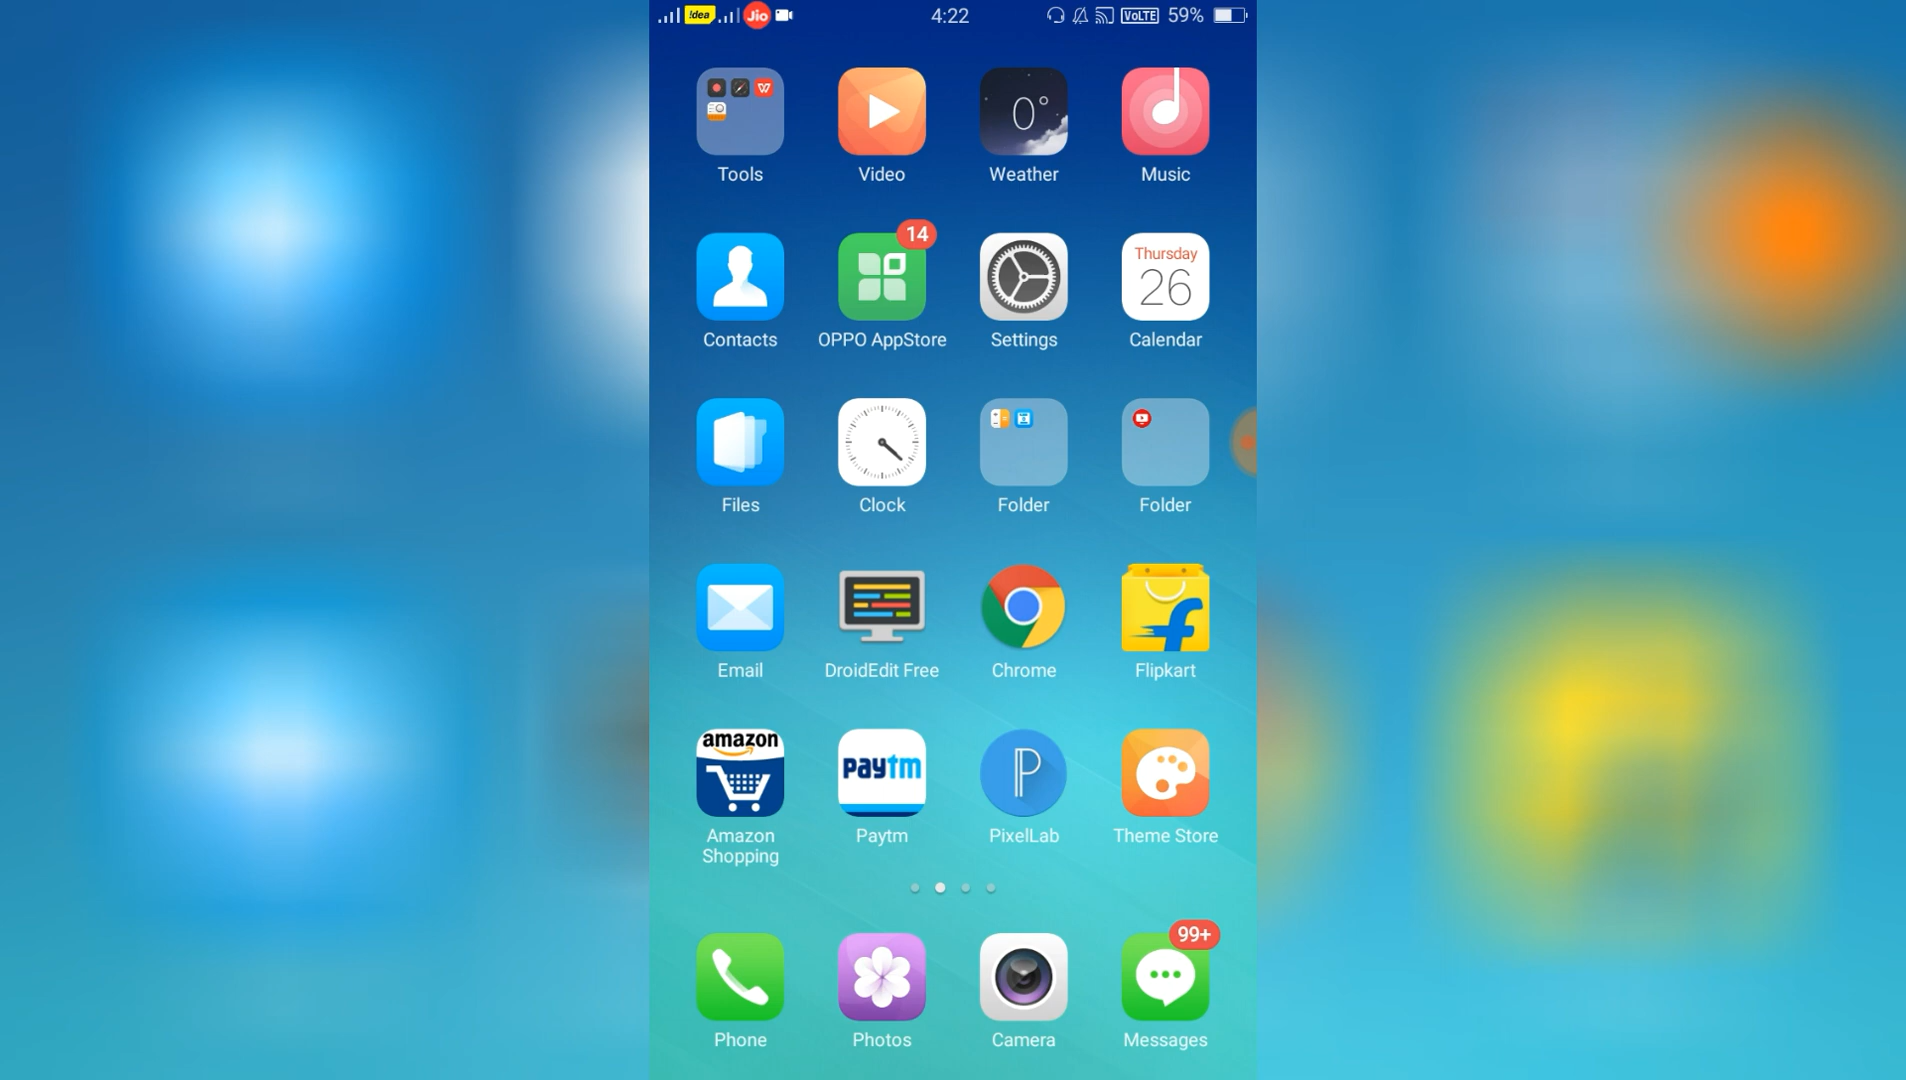 !dea Jio 4:22 VoLTE 59%
0°
Tools Video Weather Music
14
Thursday
26
Contacts OPPO AppStore Settings Calendar
Files Clock Folder Folder
Email DroidEdit Free Chrome Flipkart
amazon
paytm
Amazon
Shopping
Paytm PixelLab Theme Store
99+
Phone Photos Camera Messages